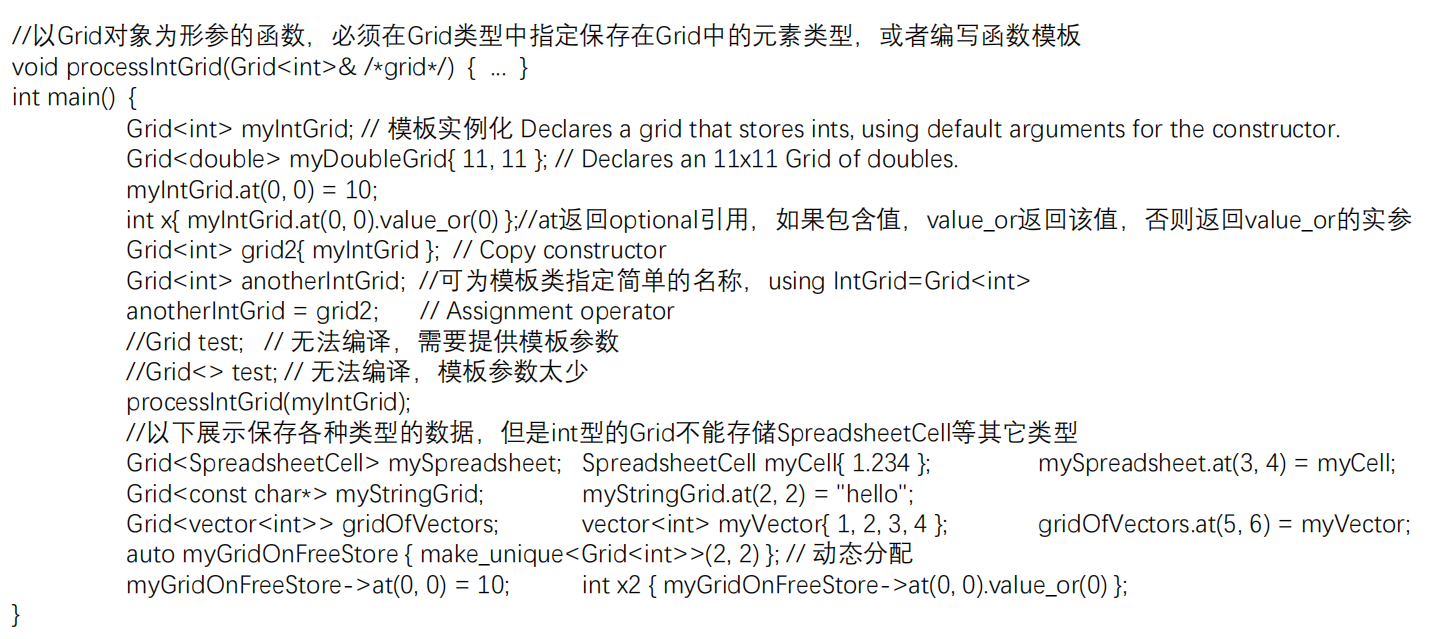 //以Grid对象为形参的函数，必须在Grid类型中指定保存在Grid中的元素类型，或者编写函数模板
void processIntGrid(Grid<int>& /*grid*/) { ... }
int main() {
Grid<int> myIntGrid; // 模板实例化 Declares a grid that stores ints, using default arguments for the constructor.
Grid<double> myDoubleGrid{ 11, 11 }; // Declares an 11x11 Grid of doubles.
myIntGrid.at(0, 0) = 10;
int x{ myIntGrid.at(0, 0).value_or(0) };//at返回optional引用，如果包含值，value_or返回该值，否则返回value_or的实参
Grid<int> grid2{ myIntGrid }; // Copy constructor
Grid<int> anotherIntGrid; //可为模板类指定简单的名称，using IntGrid=Grid<int>
anotherIntGrid = grid2; // Assignment operator
//Grid test; // 无法编译，需要提供模板参数
//Grid<> test; // 无法编译，模板参数太少
processIntGrid(myIntGrid);
//以下展示保存各种类型的数据，但是int型的Grid不能存储SpreadsheetCell等其它类型
Grid<SpreadsheetCell> mySpreadsheet; SpreadsheetCell myCell{ 1.234 }; mySpreadsheet.at(3, 4) = myCell;
Grid<const char*> myStringGrid; myStringGrid.at(2, 2) = "hello";
Grid<vector<int>> gridOfVectors; vector<int> myVector{ 1, 2, 3, 4 }; gridOfVectors.at(5, 6) = myVector;
auto myGridOnFreeStore { make_unique<Grid<int>>(2, 2) }; // 动态分配
myGridOnFreeStore->at(0, 0) = 10; int x2 { myGridOnFreeStore->at(0, 0).value_or(0) };
}